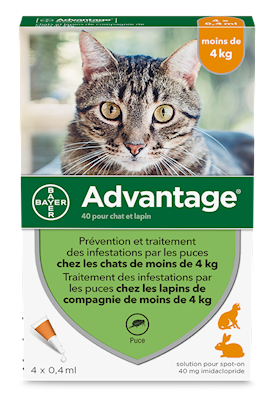 Advantage
4 x
0,4 ml
moins de
4 kg
BAYER
BAYER
Advantage®
40 pour chat et lapin
Prévention et traitement
des infestations par les puces
chez les chats de moins de 4 kg
Traitement des infestations par
les puces chez les lapins de
compagnie de moins de 4 kg
Puce
4 x 0,4ml
solution pour spot-on
40 mg imidaclopride